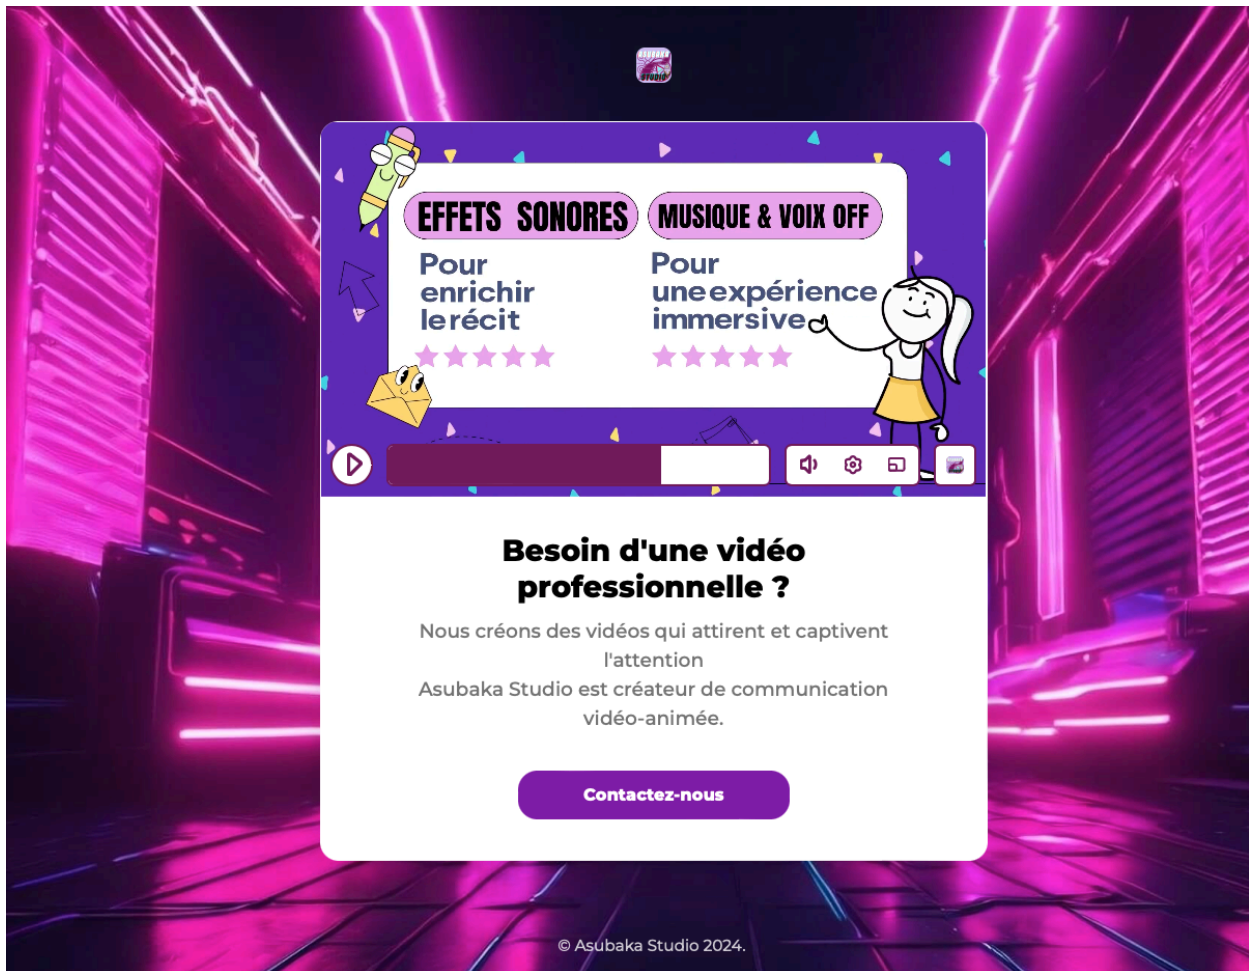 ASUBAKA
STUDIO
EFFETS SONORES
MUSIQUE & VOIX OFF
Pour
enrichir
le récit
Pour
une expérience
immersive
Besoin d'une vidéo
professionnelle ?
Nous créons des vidéos qui attirent et captivent
l'attention
Asubaka Studio est créateur de communication
vidéo-animée.
Contactez-nous
© Asubaka Studio 2024.